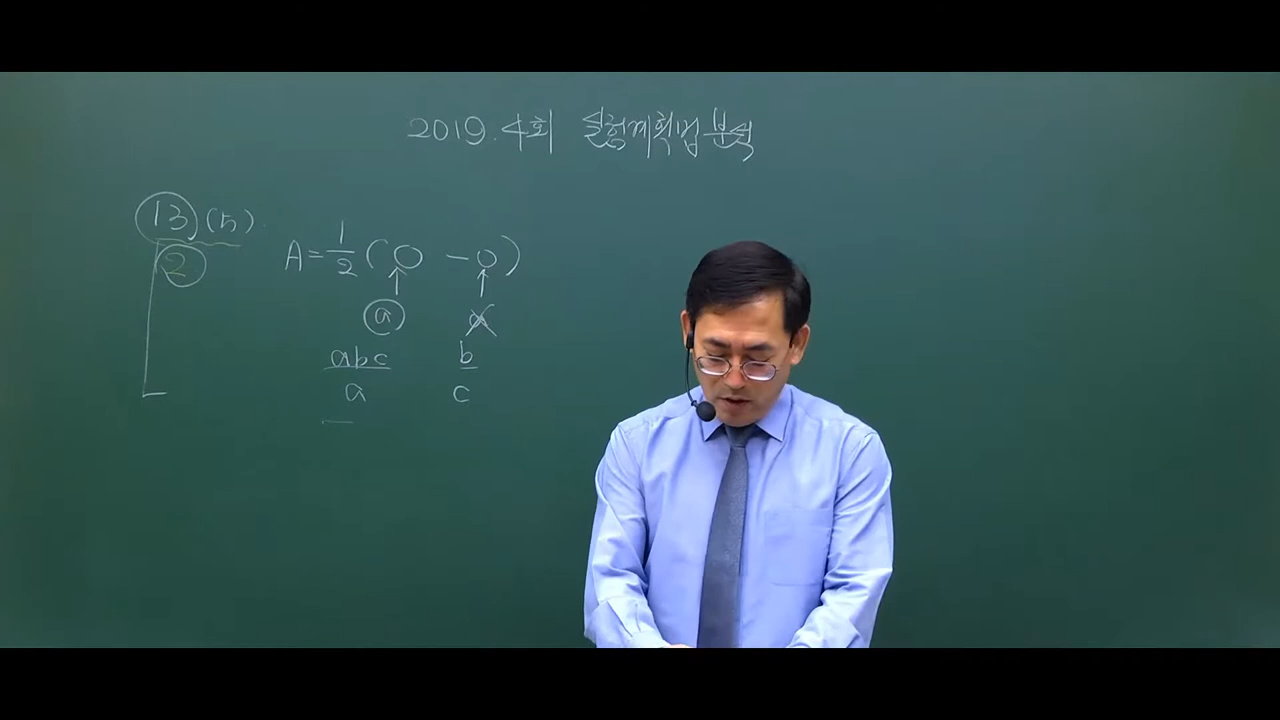 2019. 4회 실험계획법 분석
13 (5)
2
A = 1/2 ( ○ - ○ )
↑ ↑
a a
abc b
a c